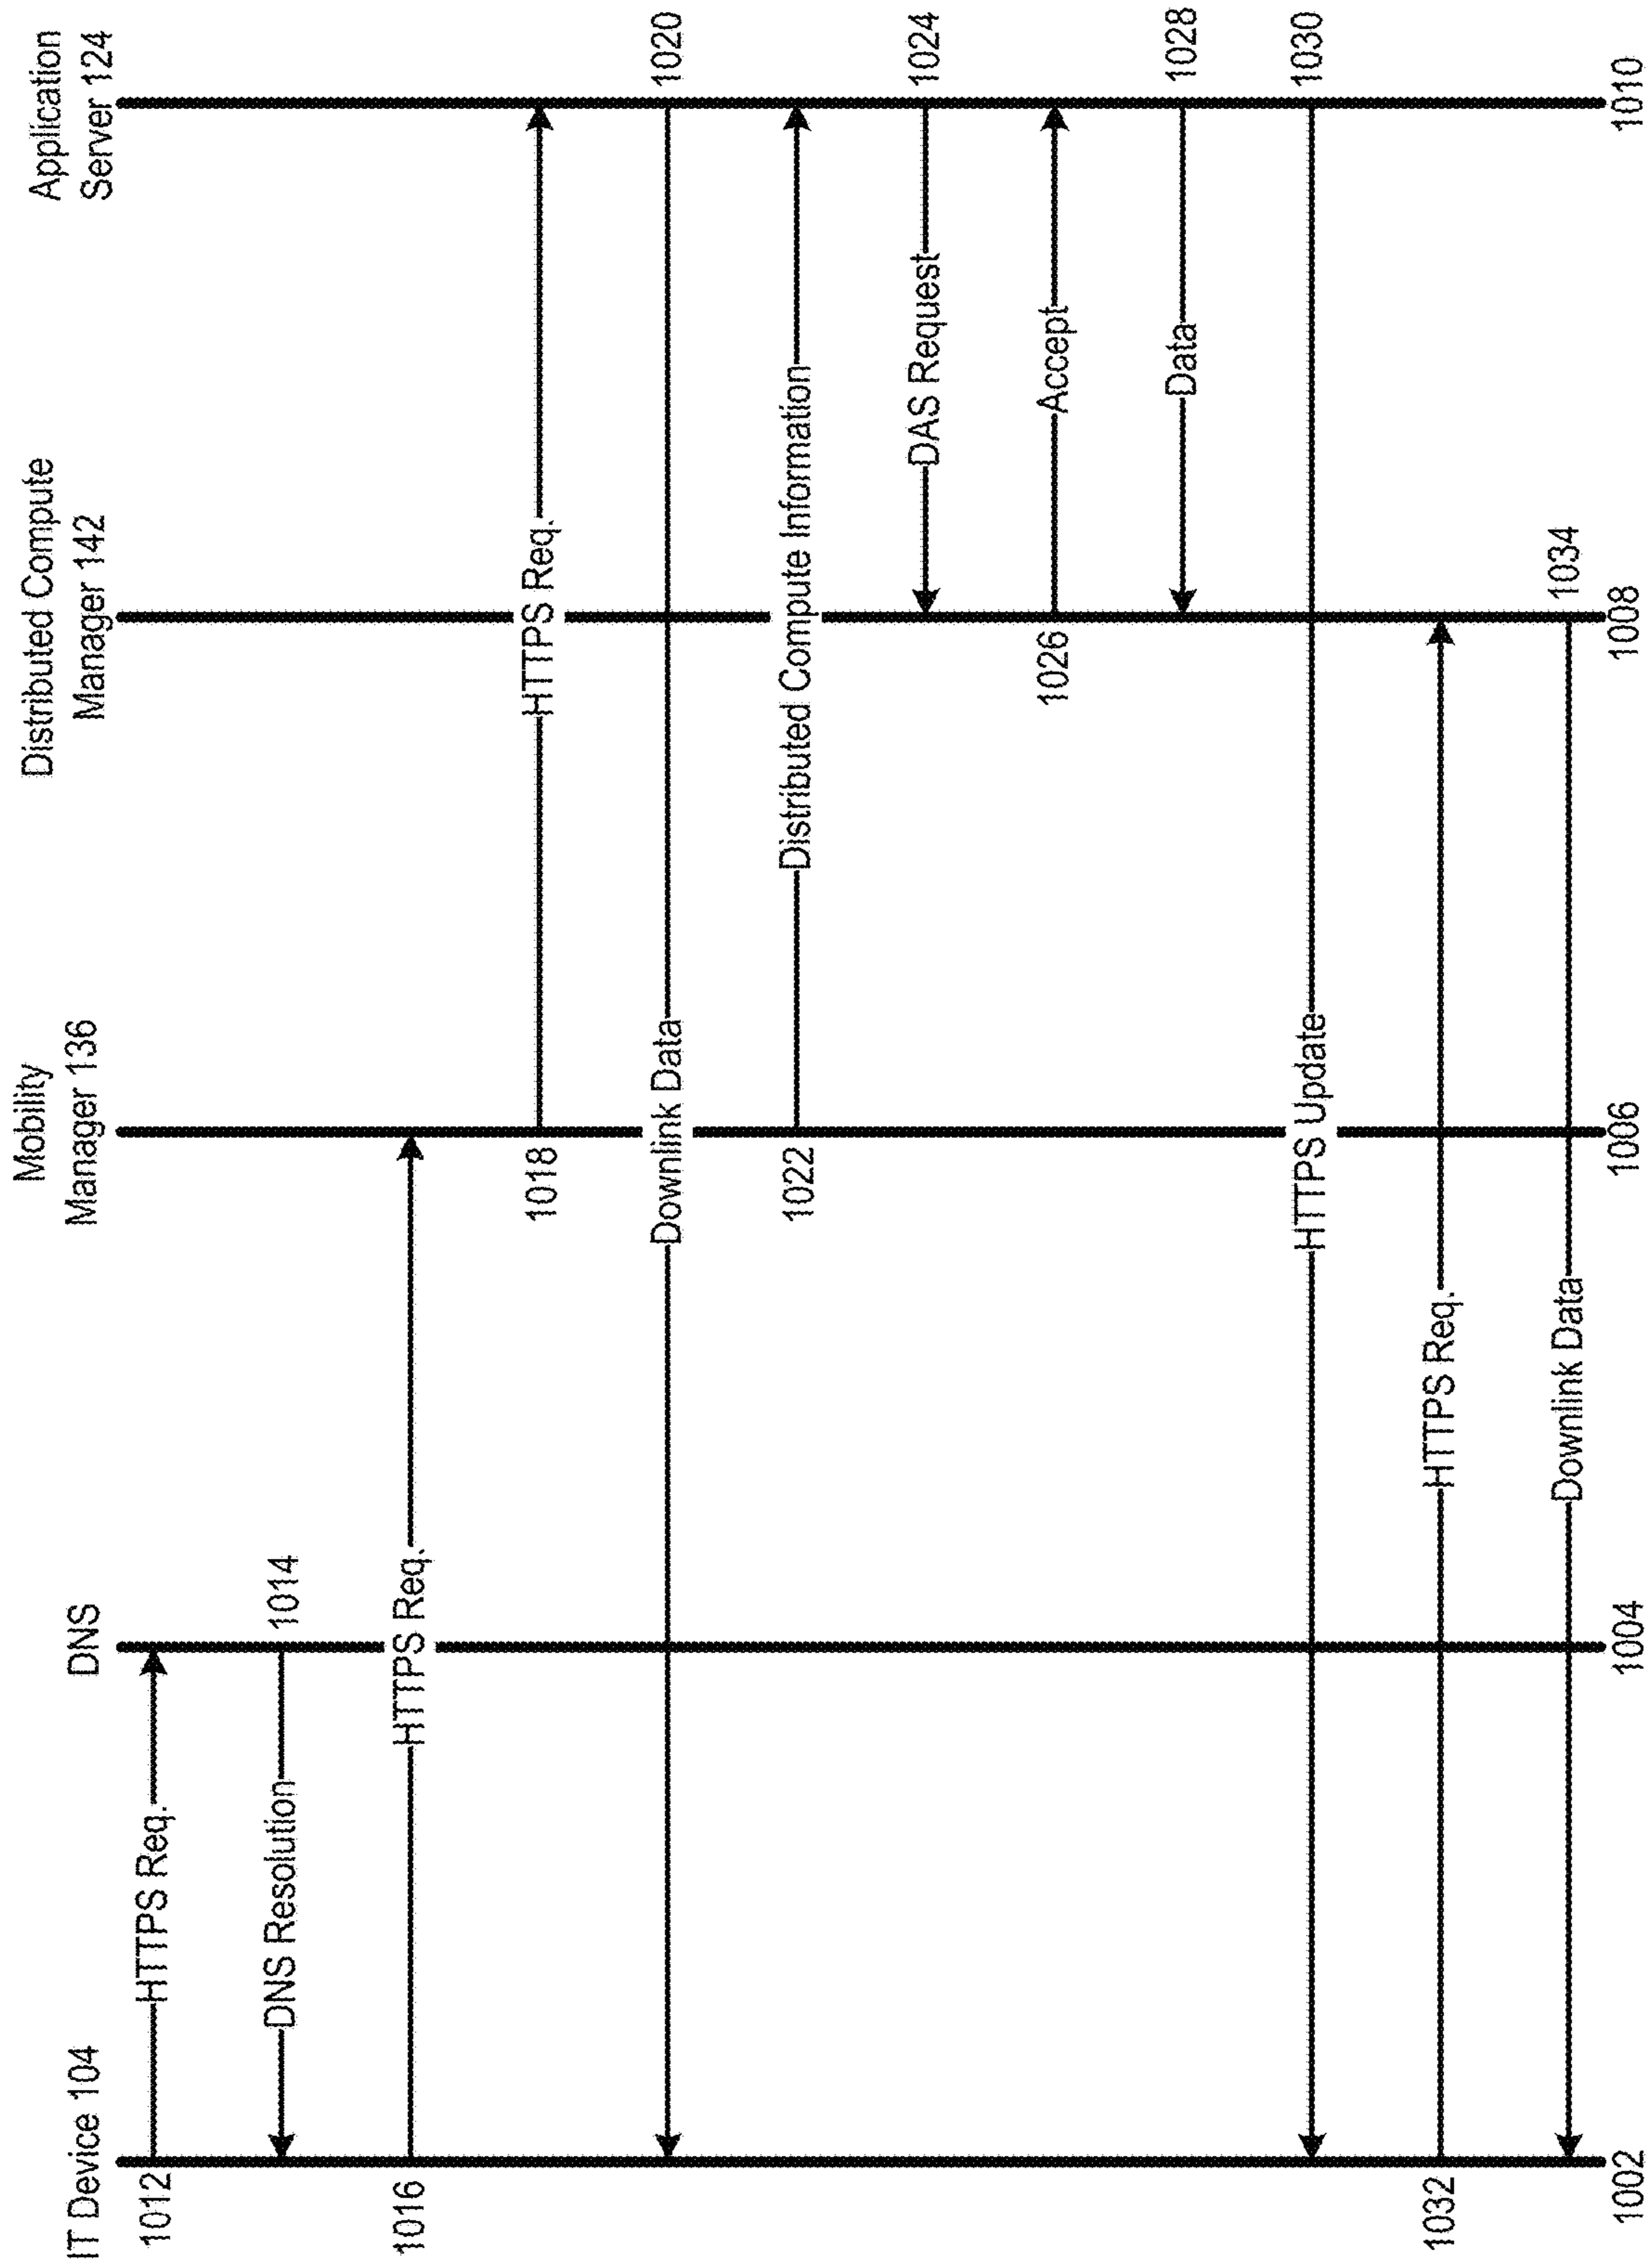 IT Device 104
DNS
Mobility
Manager 136
Distributed Compute
Manager 142
Application
Server 124
1012
HTTPS Req.
DNS Resolution
1014
1016
HTTPS Req.
1018
HTTPS Req.
Downlink Data
1020
1022
Distributed Compute Information
DAS Request
1024
1026
Accept
Data
1028
HTTPS Update
1030
1032
HTTPS Req.
Downlink Data
1034
1002
1004
1006
1008
1010